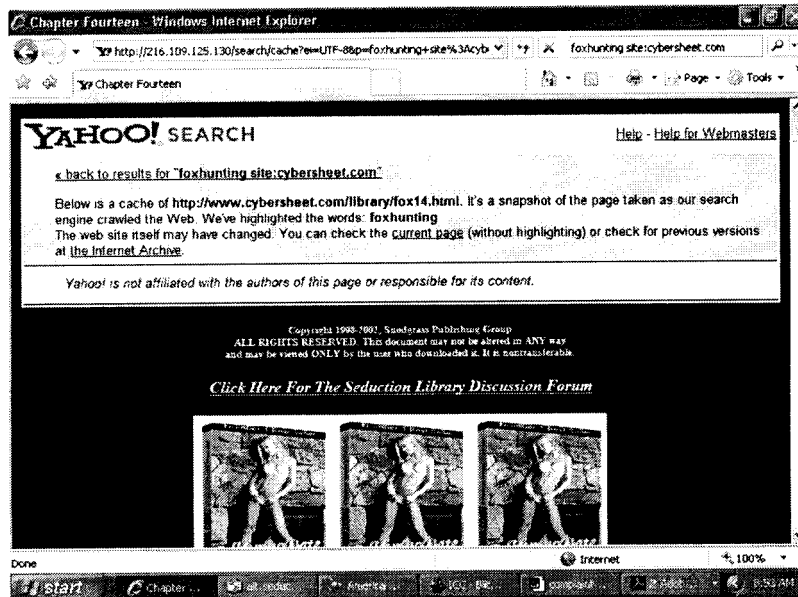 Chapter Fourteen - Windows Internet Explorer
http://216.109.125.130/search/cache?ei=UTF-8&p=foxhunting+site%3Acyb
foxhunting site:cybersheet.com
Chapter Fourteen
Page
Tools
YAHOO! SEARCH
Help - Help for Webmasters
« back to results for "foxhunting site:cybersheet.com"
Below is a cache of http://www.cybersheet.com/library/fox14.html. It's a snapshot of the page taken as our search
engine crawled the Web. We've highlighted the words: foxhunting
The web site itself may have changed. You can check the current page (without highlighting) or check for previous versions
at the Internet Archive.
Yahoo! is not affiliated with the authors of this page or responsible for its content.
Copyright 1998-2002, Snodgrass Publishing Group
ALL RIGHTS RESERVED. This document may not be altered in ANY way
and may be viewed ONLY by the user who downloaded it. It is nontransferable.
Click Here For The Seduction Library Discussion Forum
Done
Internet
100%
start
Chapter ...
complaint
8:53 AM